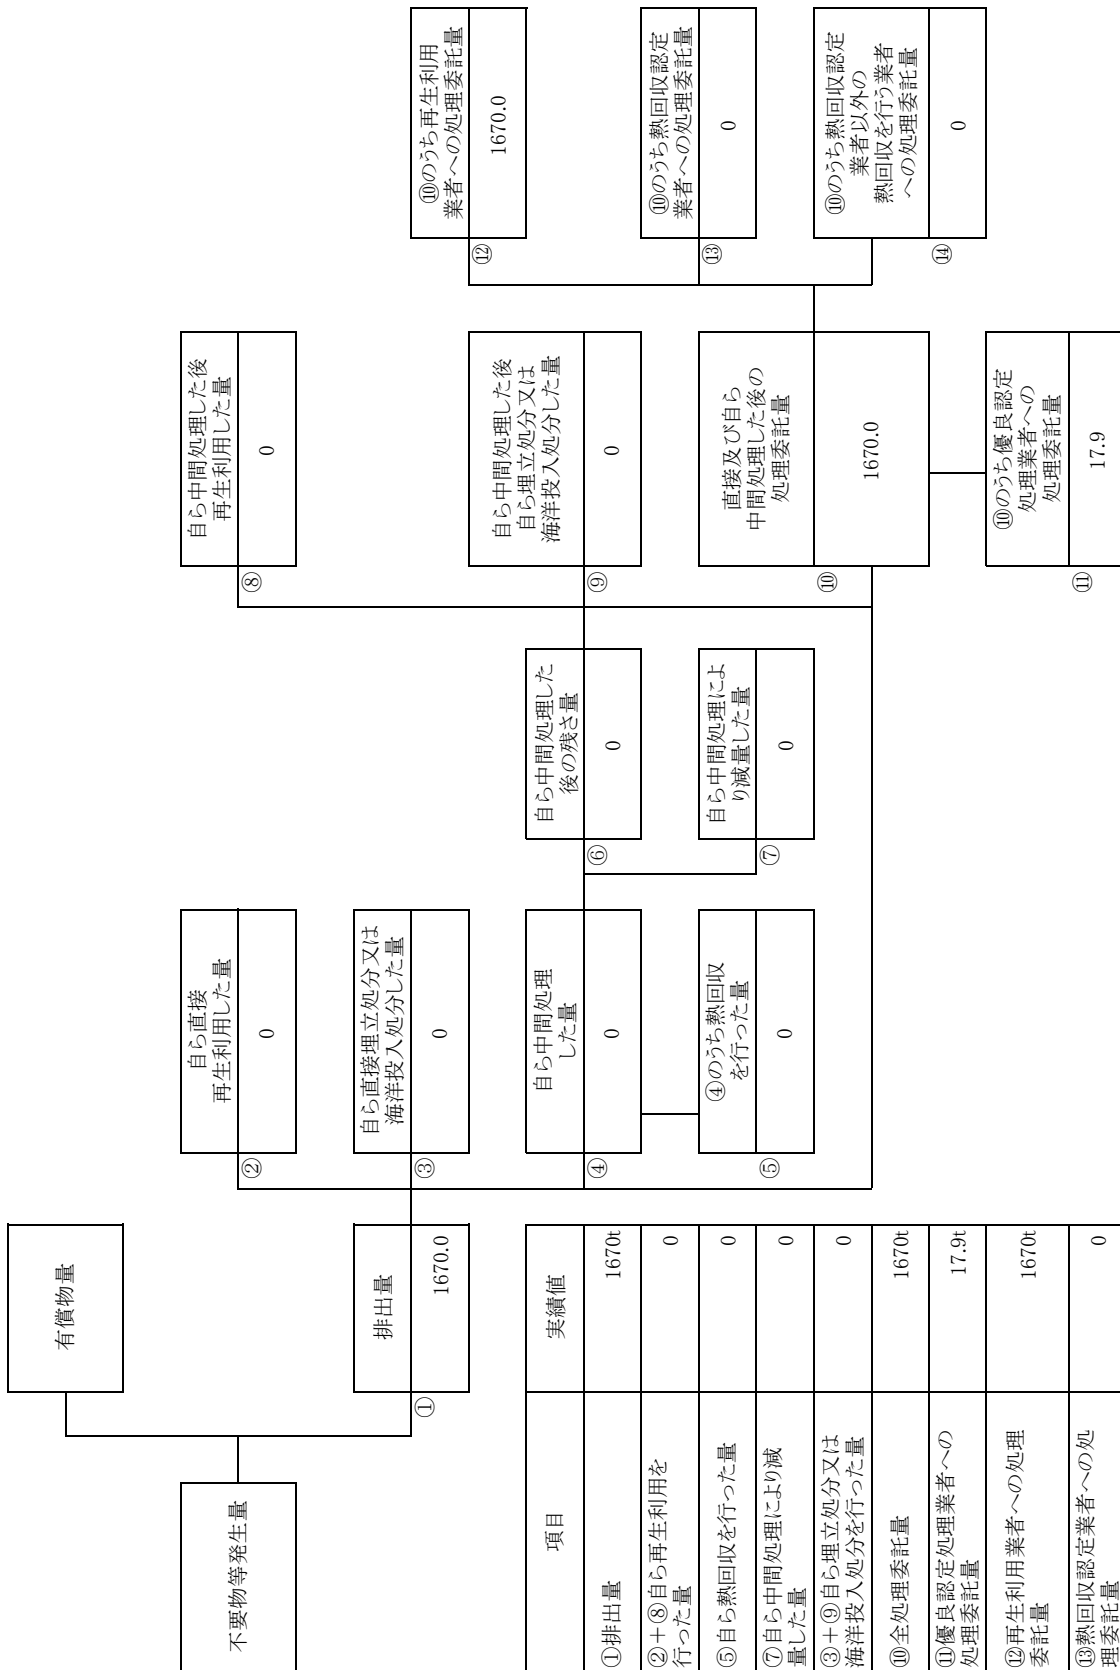 不要物等発生量
有償物量
①
排出量
1670.0
②
自ら直接
再生利用した量
0
③
自ら直接埋立処分又は
海洋投入処分した量
0
④
自ら中間処理
した量
0
⑤
④のうち熱回収
を行った量
0
⑥
自ら中間処理した
後の残さ量
0
⑦
自ら中間処理によ
り減量した量
0
⑧
自ら中間処理した後
再生利用した量
0
⑨
自ら中間処理した後
自ら埋立処分又は
海洋投入処分した量
0
⑩
直接及び自ら
中間処理した後の
処理委託量
1670.0
⑪
⑩のうち優良認定
処理業者への
処理委託量
17.9
⑫
⑩のうち再生利用
業者への処理委託量
1670.0
⑬
⑩のうち熱回収認定
業者への処理委託量
0
⑭
⑩のうち熱回収認定
業者以外の
熱回収を行う業者
への処理委託量
0
項目
実績値
①排出量
1670t
②+⑧自ら再生利用を
行った量
0
⑤自ら熱回収を行った量
0
⑦自ら中間処理により減
量した量
0
③+⑨自ら埋立処分又は
海洋投入処分を行った量
0
⑩全処理委託量
1670t
⑪優良認定処理業者への
処理委託量
17.9t
⑫再生利用業者への処理
委託量
1670t
⑬熱回収認定業者への処
理委託量
0